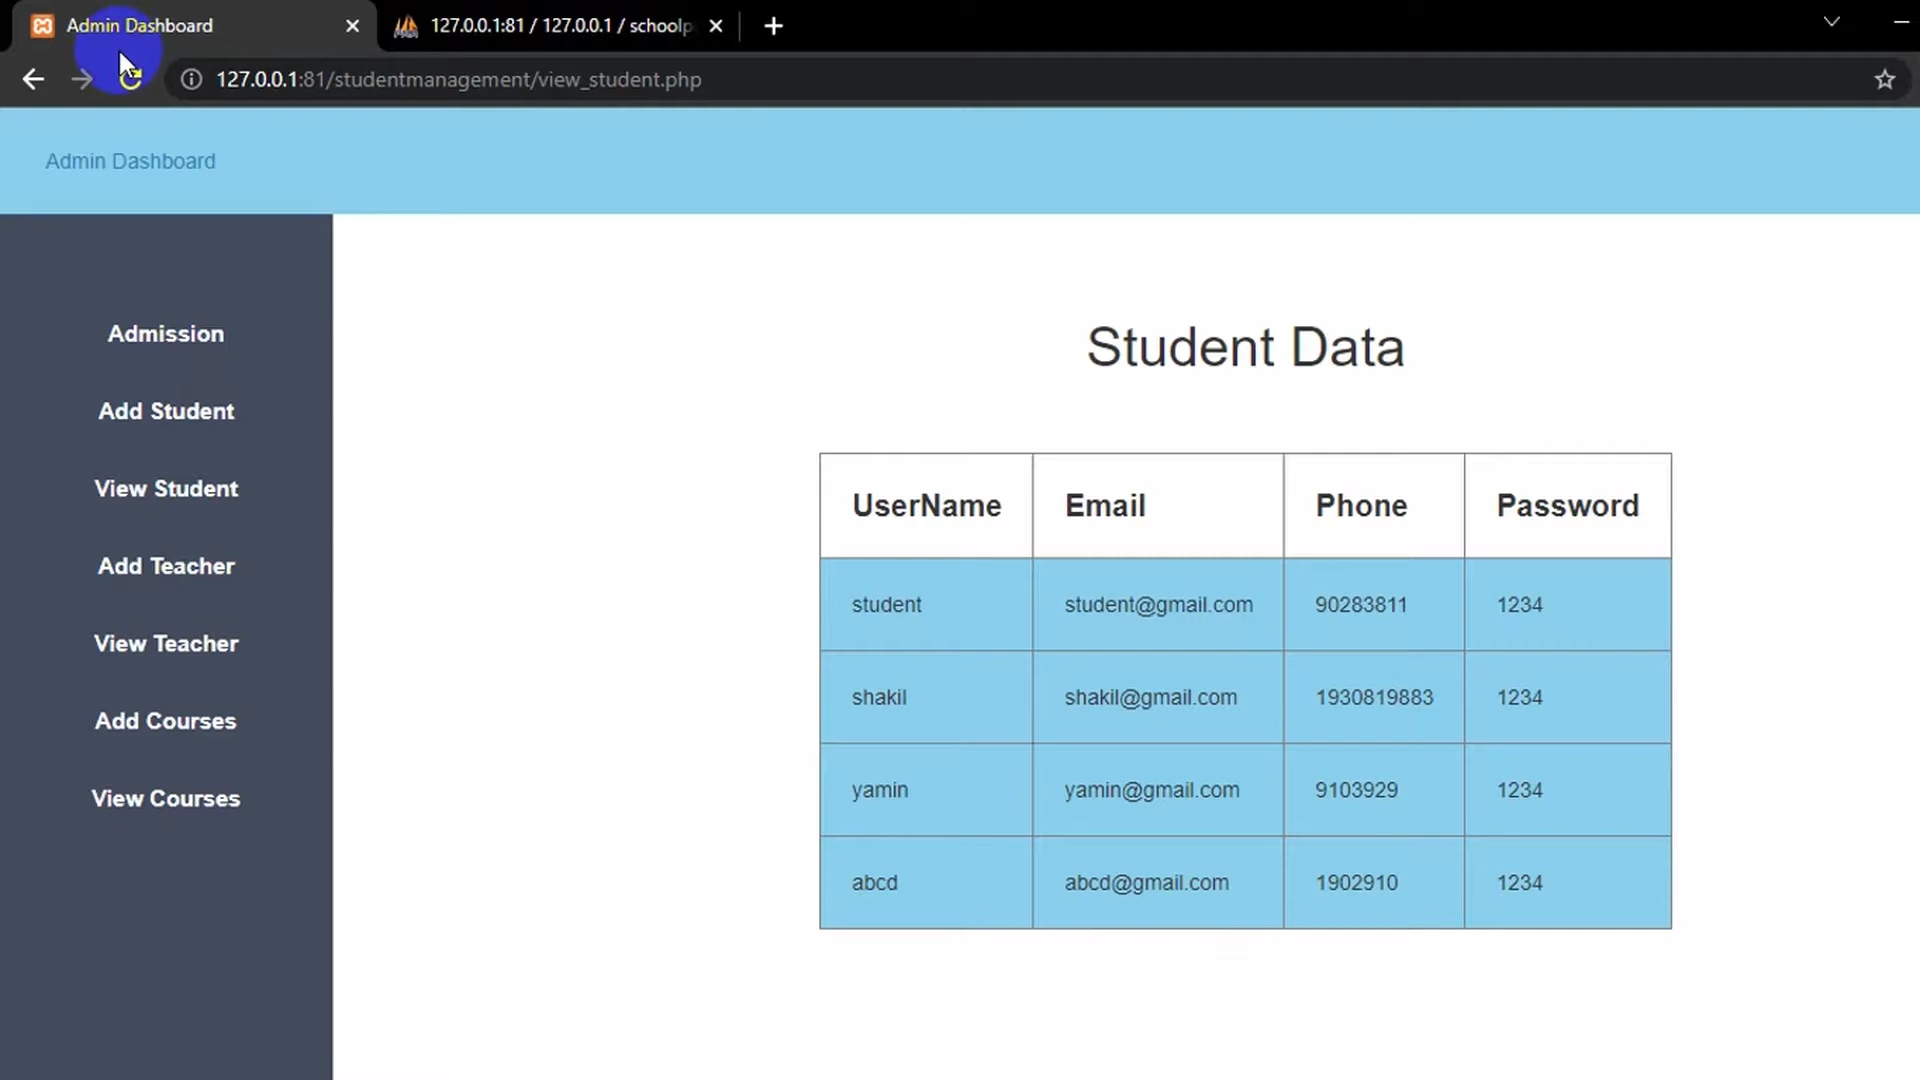 Admin Dashboard
127.0.0.1:81 / 127.0.0.1 / schoolp
127.0.0.1:81/studentmanagement/view_student.php
Admin Dashboard
Admission
Add Student
View Student
Add Teacher
View Teacher
Add Courses
View Courses
Student Data
UserName Email Phone Password
student student@gmail.com 90283811 1234
shakil shakil@gmail.com 1930819883 1234
yamin yamin@gmail.com 9103929 1234
abcd abcd@gmail.com 1902910 1234